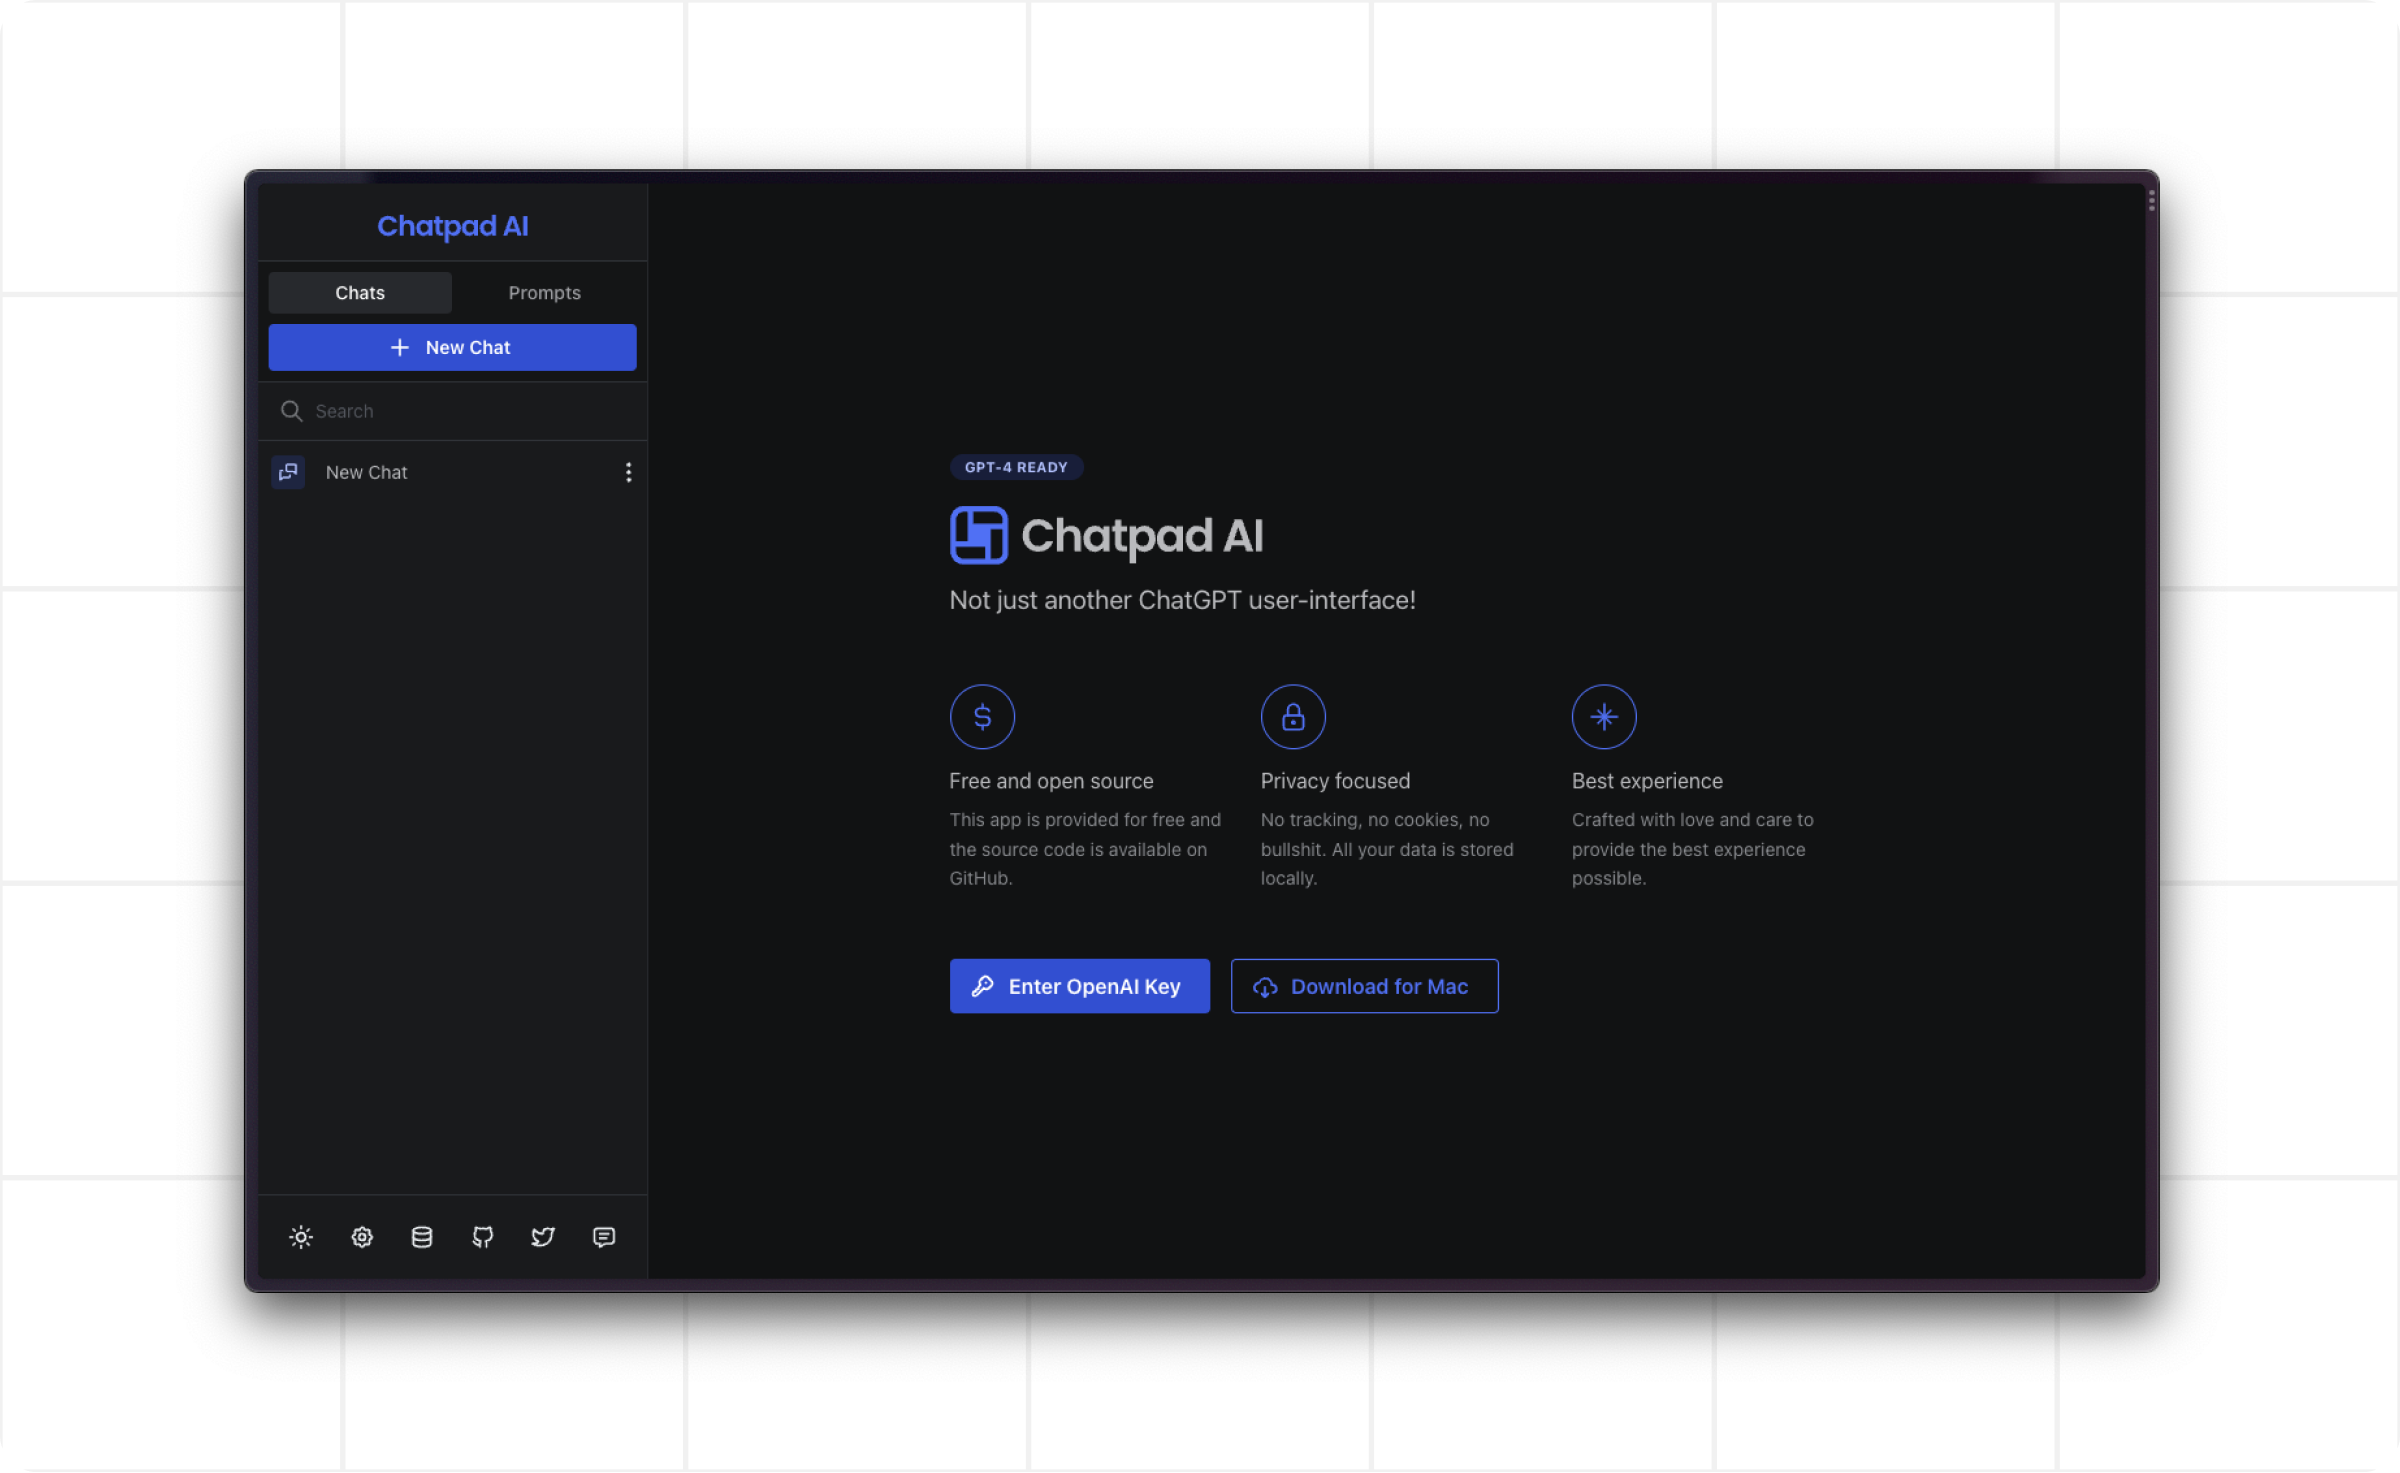 Chatpad AI
Chats
Prompts
New Chat
Search
New Chat
GPT-4 READY
Chatpad AI
Not just another ChatGPT user-interface!
Free and open source
This app is provided for free and
the source code is available on
GitHub.
Privacy focused
No tracking, no cookies, no
bullshit. All your data is stored
locally.
Best experience
Crafted with love and care to
provide the best experience
possible.
Enter OpenAI Key
Download for Mac